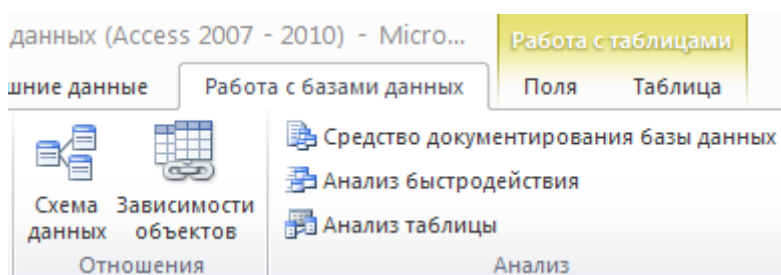 данных (Access 2007 - 2010) - Micro... Работа с таблицами
шние данные Работа с базами данных Поля Таблица
Схема данных
Зависимости объектов
Отношения
Средство документирования базы данных
Анализ быстродействия
Анализ таблицы
Анализ